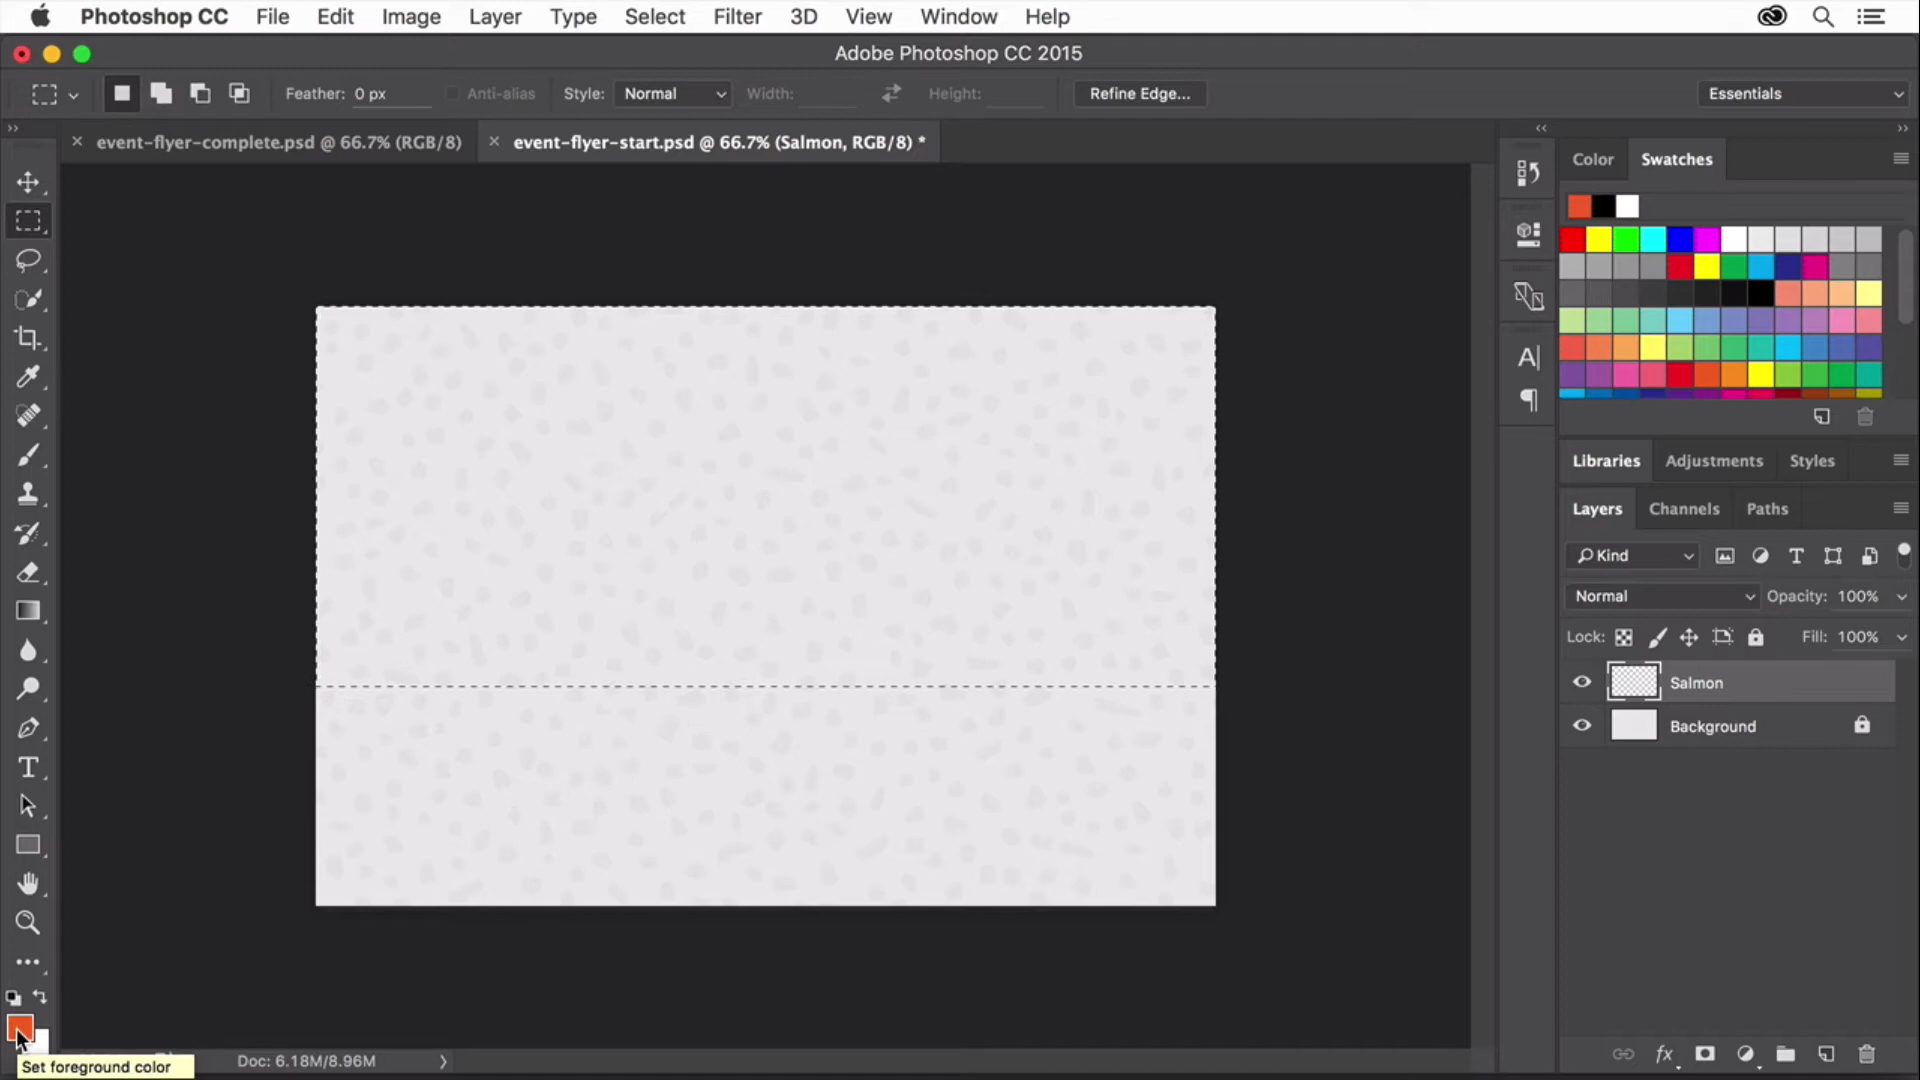 Photoshop CC File Edit Image Layer Type Select Filter 3D View Window Help
Adobe Photoshop CC 2015
Feather: 0 px Anti-alias Style: Normal Width: Height: Refine Edge... Essentials
event-flyer-complete.psd @ 66.7% (RGB/8) event-flyer-start.psd @ 66.7% (Salmon, RGB/8) *
Color Swatches
Libraries Adjustments Styles
Layers Channels Paths
Kind
Normal Opacity: 100%
Lock: Fill: 100%
Salmon
Background
Doc: 6.18M/8.96M
Set foreground color